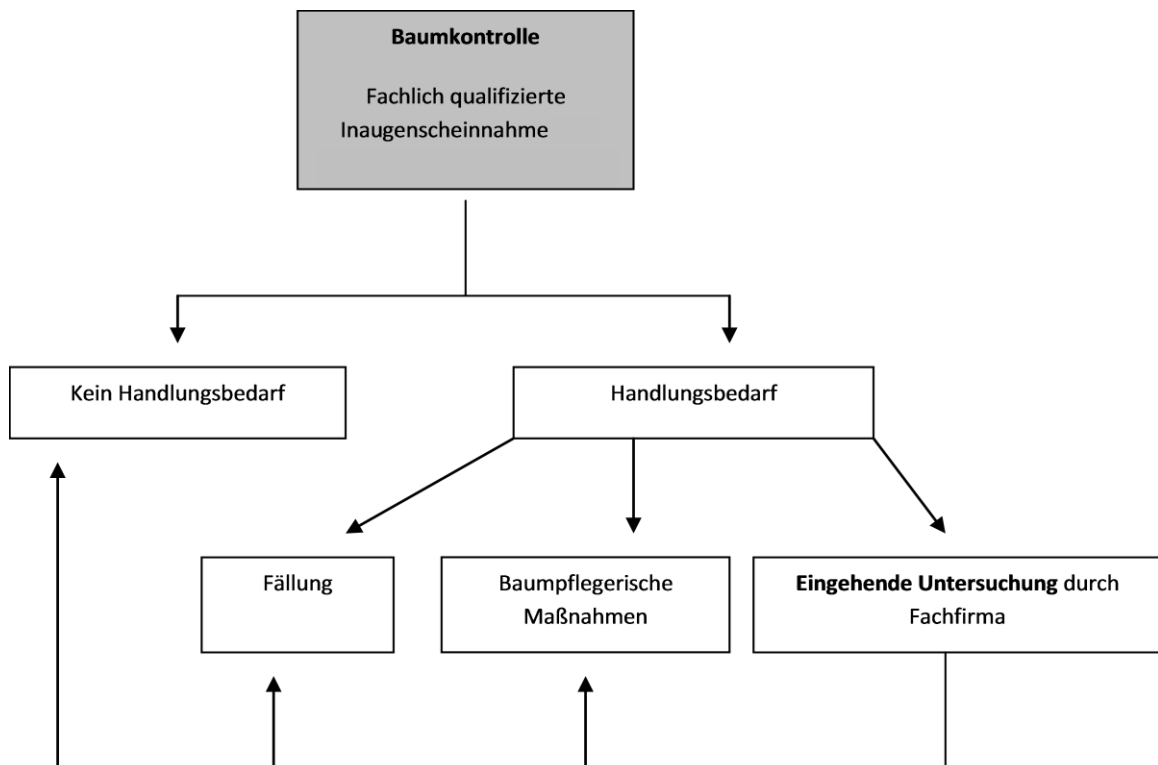 Baumkontrolle
Fachlich qualifizierte
Inaugenscheinnahme
Kein Handlungsbedarf
Handlungsbedarf
Fällung
Baumpflegerische
Maßnahmen
Eingehende Untersuchung durch
Fachfirma